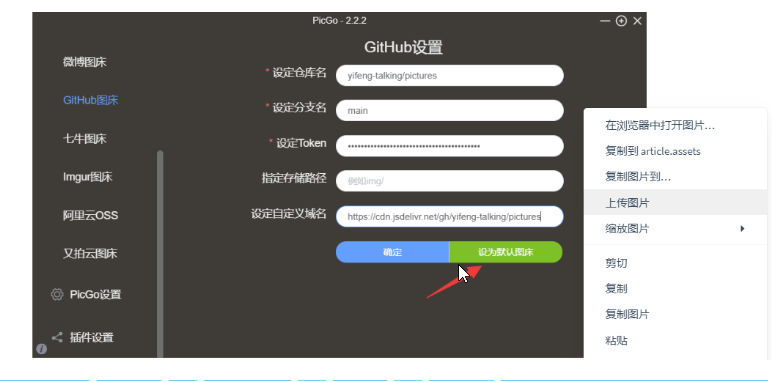 PicGo - 2.2.2
GitHub设置
微博图床
GitHub图床
七牛图床
Imgur图床
阿里云OSS
又拍云图床
PicGo设置
插件设置
* 设定仓库名 yifeng-talking/pictures
* 设定分支名 main
* 设定Token ••••••••••••••••••••••••••••••••••••••••
指定存储路径 例如img/
设定自定义域名 https://cdn.jsdelivr.net/gh/yifeng-talking/pictures
确定 设为默认图床
在浏览器中打开图片...
复制到 article.assets
复制图片到...
上传图片
缩放图片
剪切
复制
复制图片
粘贴